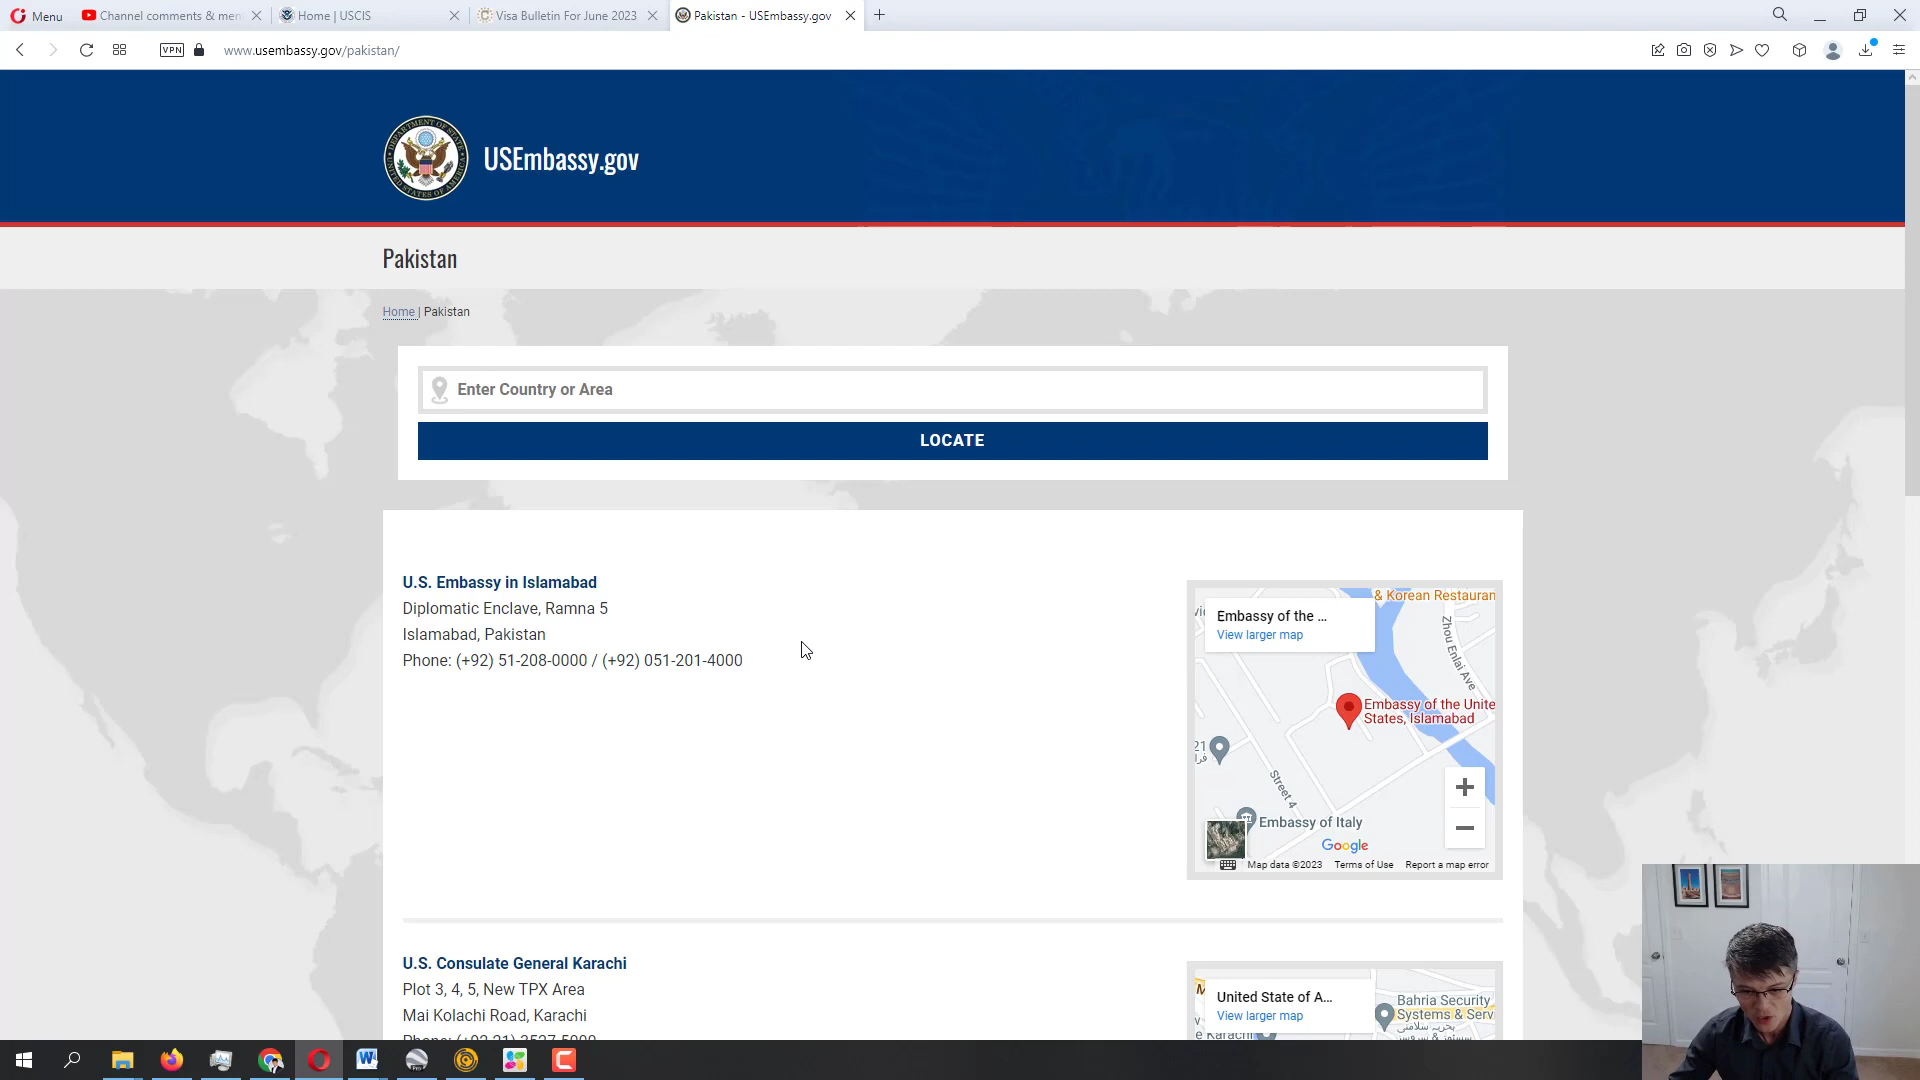 Menu
Channel comments & men
Home | USCIS
Visa Bulletin For June 2023
Pakistan - USEmbassy.gov
VPN
www.usembassy.gov/pakistan/
USEmbassy.gov
Pakistan
Home | Pakistan
Enter Country or Area
LOCATE
U.S. Embassy in Islamabad
Diplomatic Enclave, Ramna 5
Islamabad, Pakistan
Phone: (+92) 51-208-0000 / (+92) 051-201-4000
& Korean Restauran
Embassy of the ...
View larger map
Zhou Enlai Ave
Embassy of the Unite
States, Islamabad
21
Street 4
Embassy of Italy
Google
Map data ©2023
Terms of Use
Report a map error
U.S. Consulate General Karachi
Plot 3, 4, 5, New TPX Area
Mai Kolachi Road, Karachi
United State of A...
View larger map
Bahria Security
Systems & Serv
e Karachi